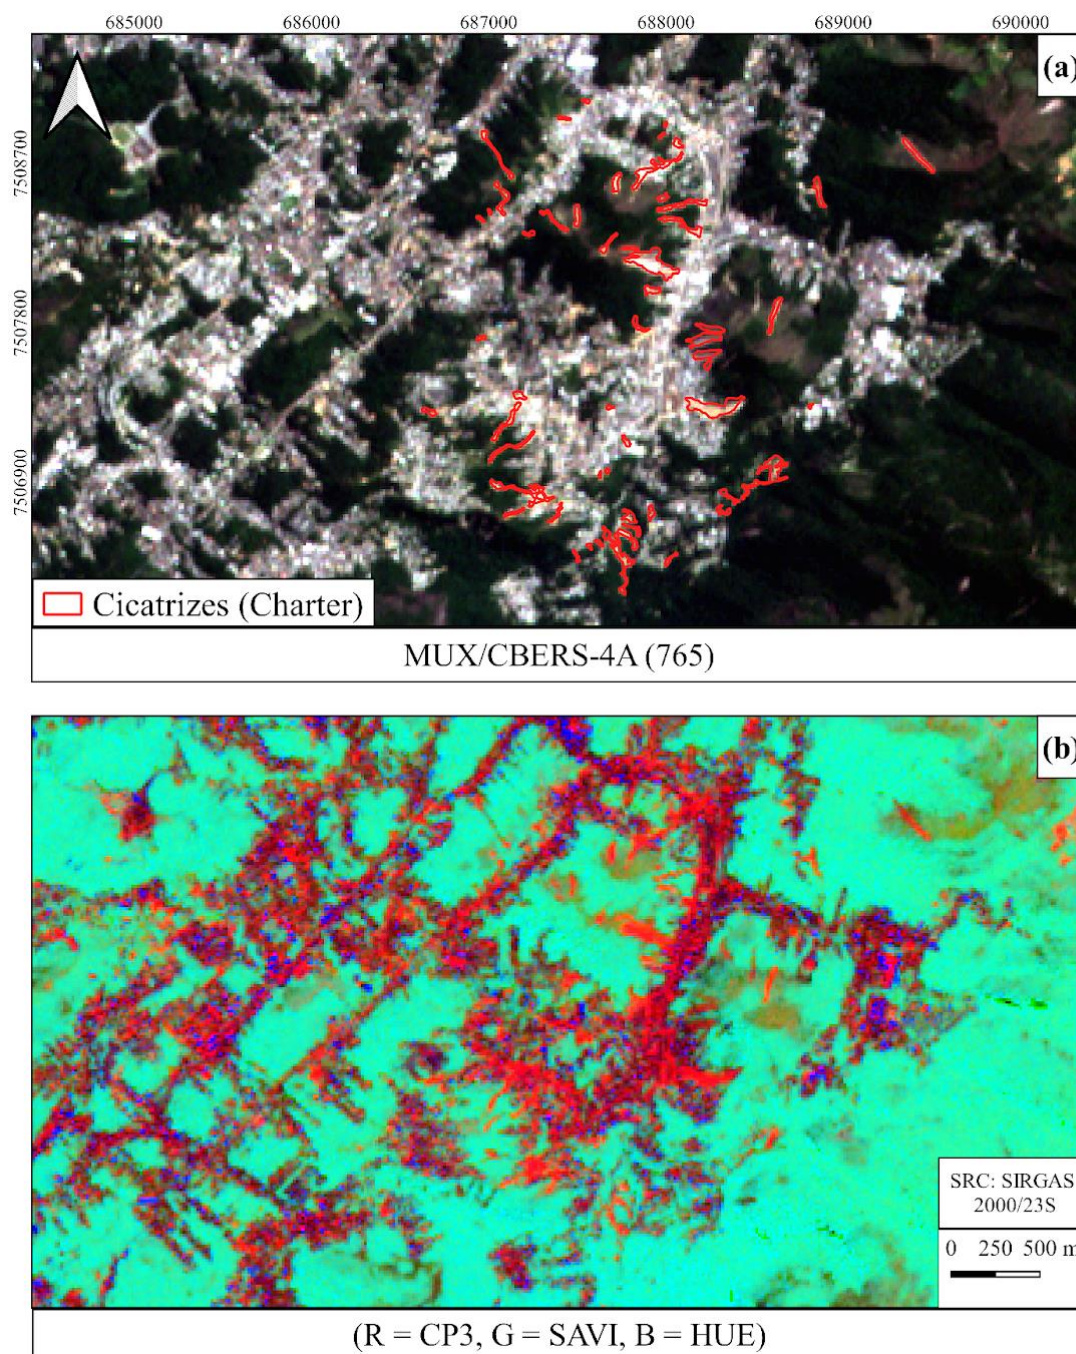 685000 686000 687000 688000 689000 690000
(a)
7508700
7507800
7506900
Cicatrizes (Charter)
MUX/CBERS-4A (765)
(b)
SRC: SIRGAS
2000/23S
0 250 500 m
(R = CP3, G = SAVI, B = HUE)